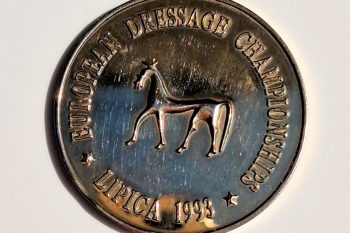 EUROPEAN DRESSAGE CHAMPIONSHIPS
LIPICA 1993